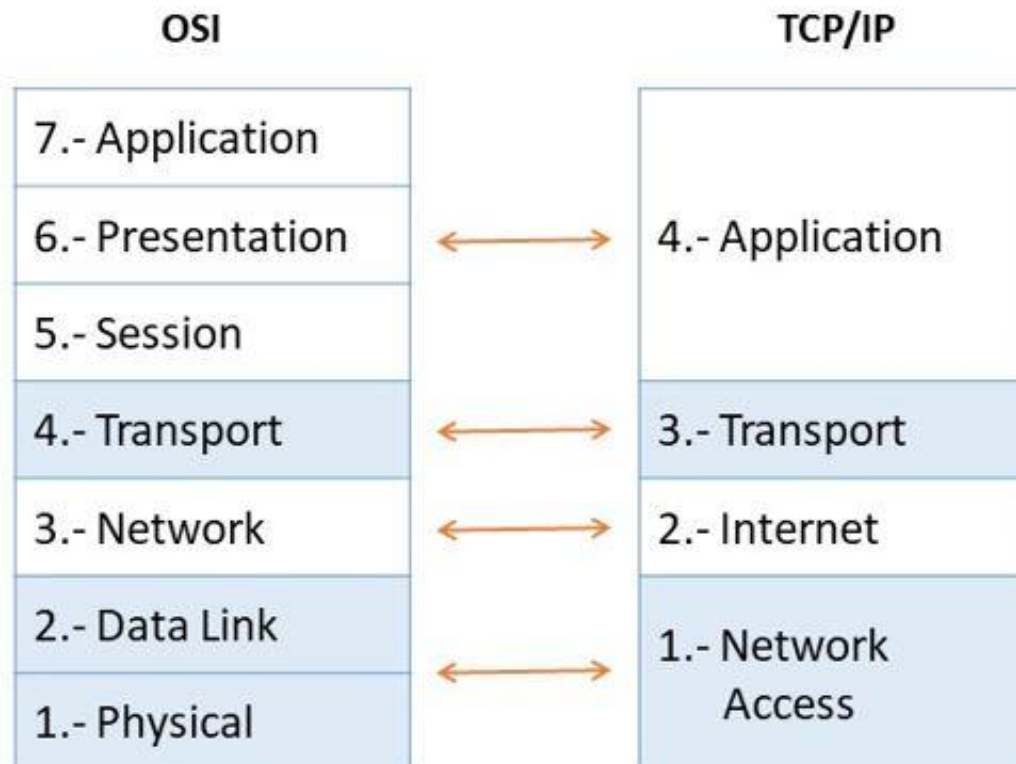 OSI
TCP/IP
7.- Application
6.- Presentation
5.- Session
4.- Transport
3.- Network
2.- Data Link
1.- Physical
4.- Application
3.- Transport
2.- Internet
1.- Network
Access